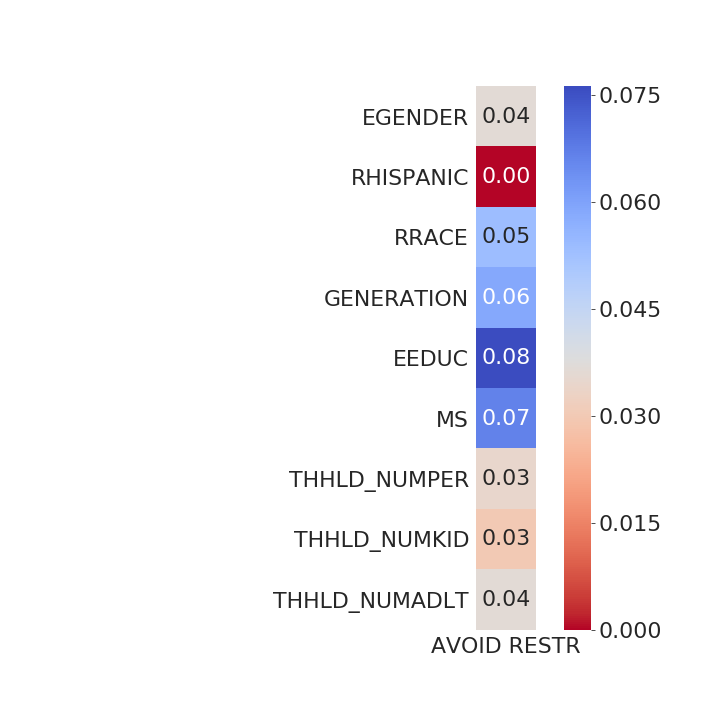 0.075
EGENDER 0.04
RHISPANIC 0.00
0.060
RRACE 0.05
GENERATION 0.06
0.045
EEDUC 0.08
MS 0.07
0.030
THHLD_NUMPER 0.03
0.015
THHLD_NUMKID 0.03
THHLD_NUMADLT 0.04
0.000
AVOID RESTR